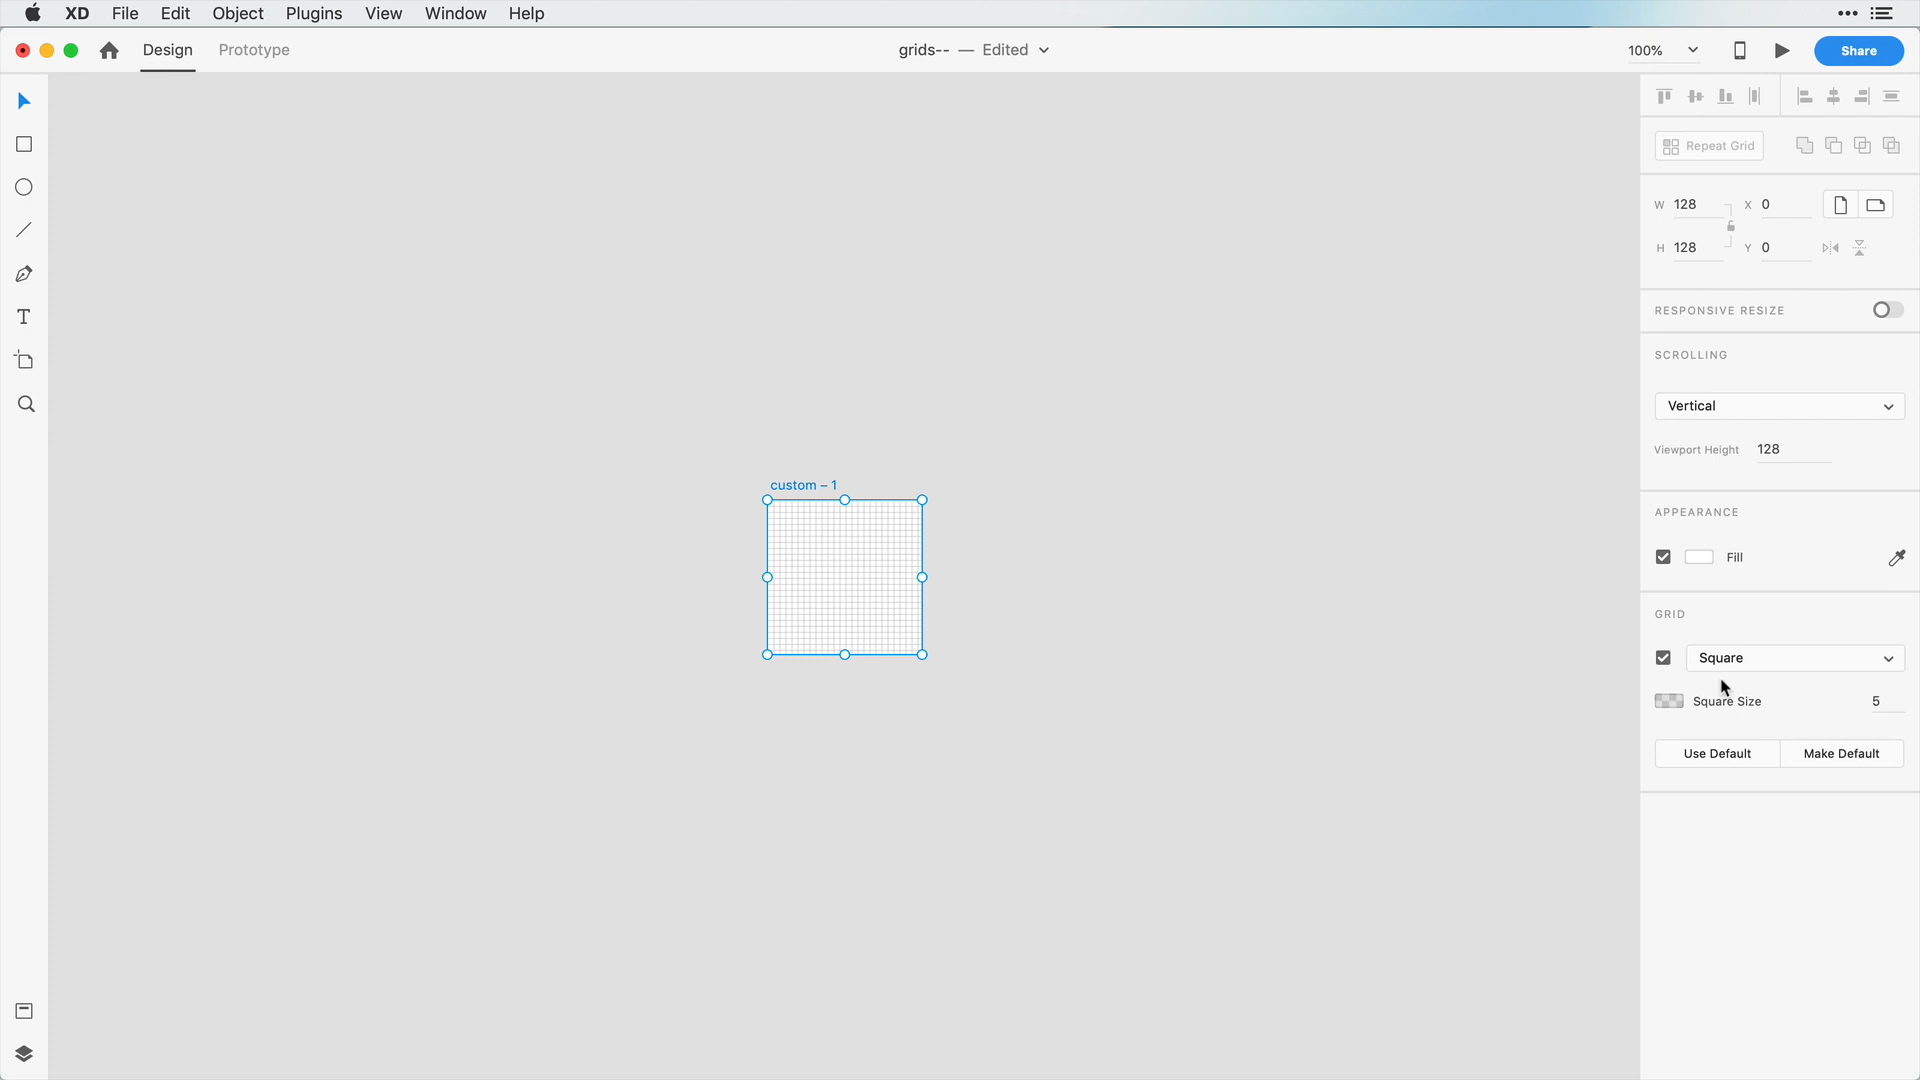 XD File Edit Object Plugins View Window Help
Design Prototype grids-- — Edited 100% Share
Repeat Grid
W 128 X 0
H 128 Y 0
RESPONSIVE RESIZE
SCROLLING
Vertical
Viewport Height 128
custom – 1
APPEARANCE
Fill
GRID
Square
Square Size 5
Use Default Make Default